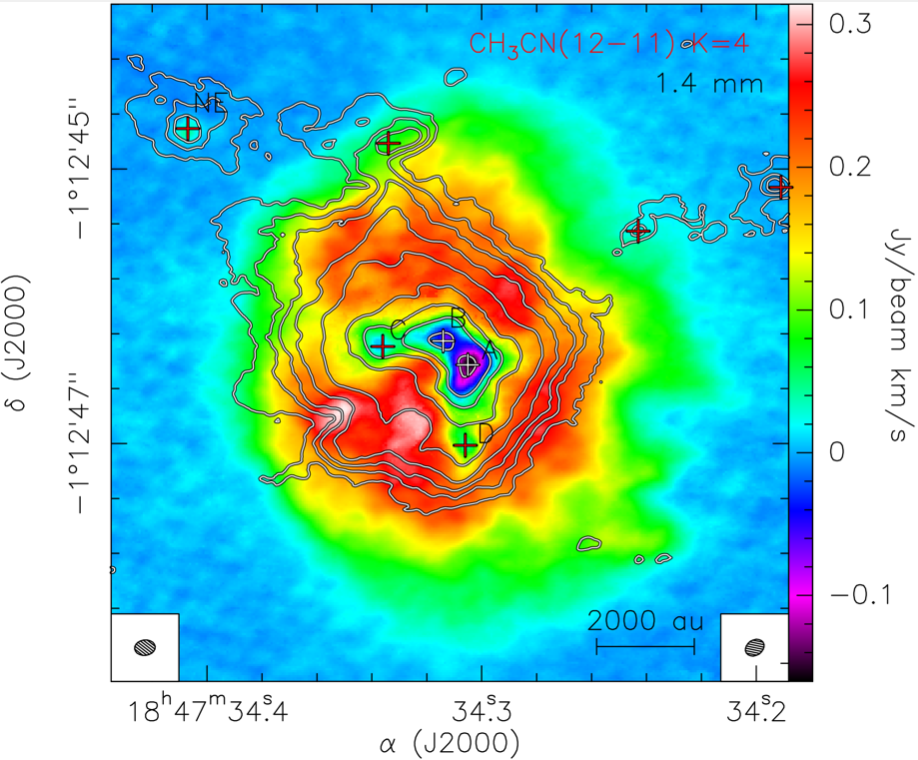 CH₃CN(12−11) K=4
1.4 mm
NE
B
C
A
D
2000 au
0.3
0.2
0.1
0
−0.1
Jy/beam km/s
−1°12'45"
−1°12'47"
δ (J2000)
18ʰ47ᵐ34ˢ.4
34ˢ.3
34ˢ.2
α (J2000)